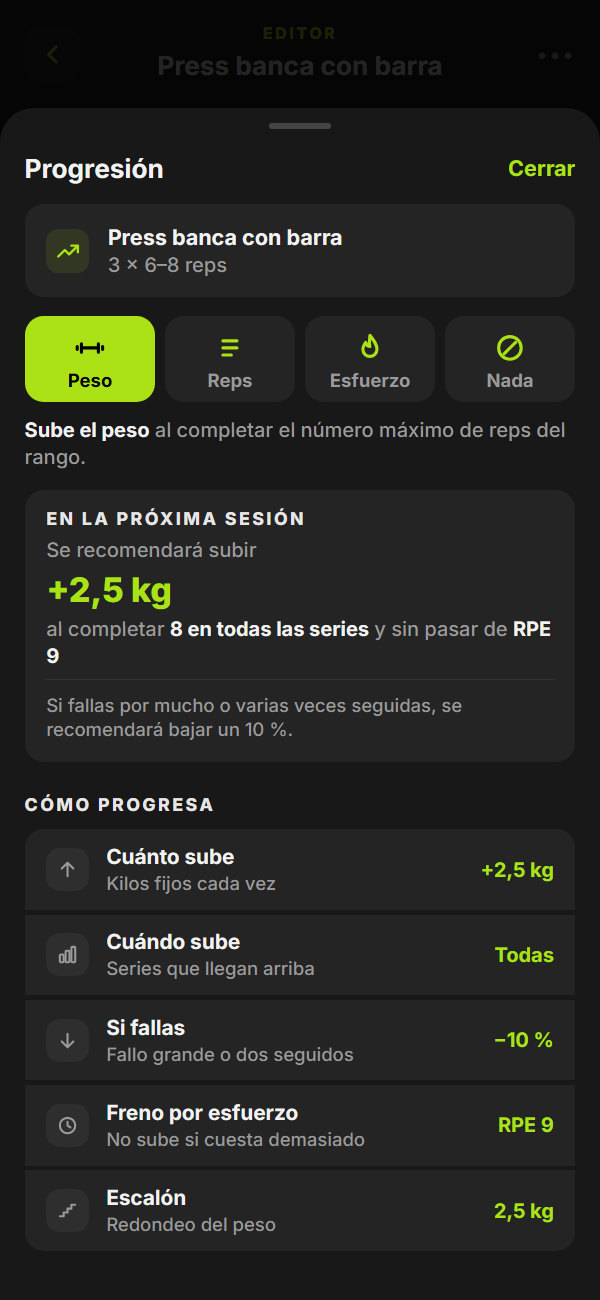 EDITOR
Press banca con barra
Progresión
Cerrar
Press banca con barra
3 × 6–8 reps
Peso
Reps
Esfuerzo
Nada
Sube el peso al completar el número máximo de reps del
rango.
EN LA PRÓXIMA SESIÓN
Se recomendará subir
+2,5 kg
al completar 8 en todas las series y sin pasar de RPE
9
Si fallas por mucho o varias veces seguidas, se
recomendará bajar un 10 %.
CÓMO PROGRESA
Cuánto sube
Kilos fijos cada vez
+2,5 kg
Cuándo sube
Series que llegan arriba
Todas
Si fallas
Fallo grande o dos seguidos
−10 %
Freno por esfuerzo
No sube si cuesta demasiado
RPE 9
Escalón
Redondeo del peso
2,5 kg